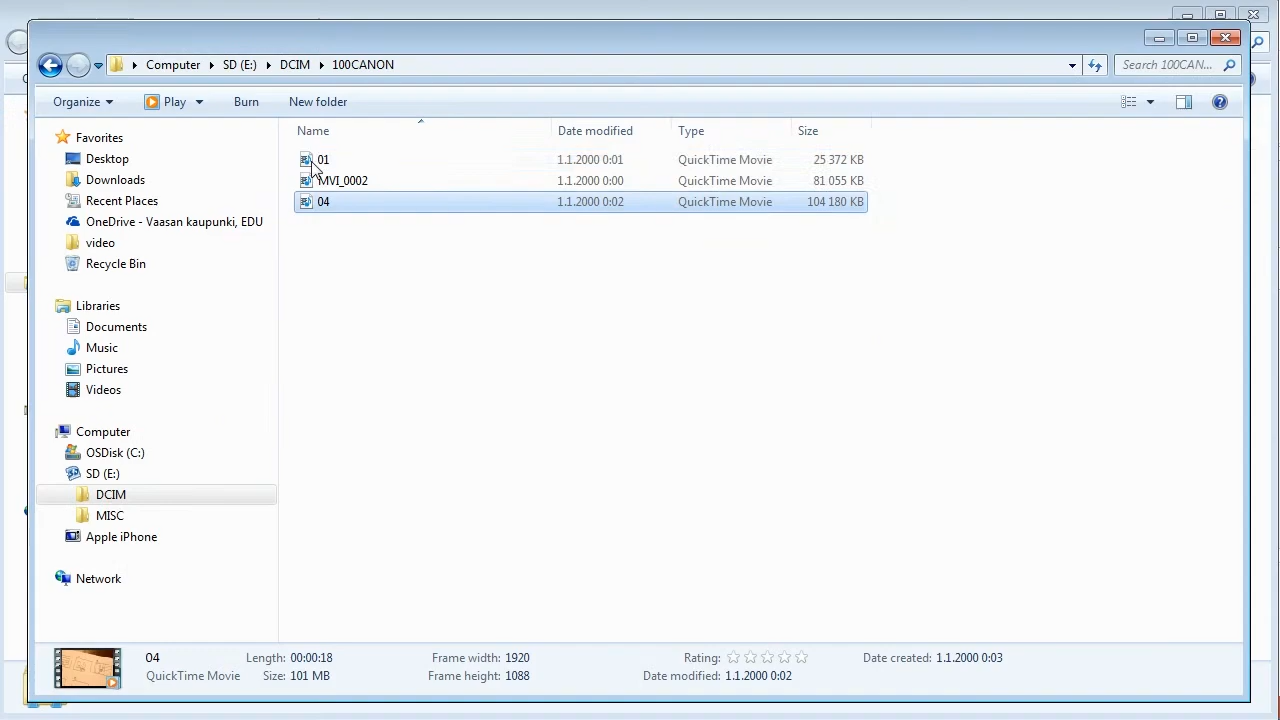 Computer SD (E:) DCIM 100CANON
Search 100CAN...
Organize Play Burn New folder
Name Date modified Type Size
01 1.1.2000 0:01 QuickTime Movie 25 372 KB
MVI_0002 1.1.2000 0:00 QuickTime Movie 81 055 KB
04 1.1.2000 0:02 QuickTime Movie 104 180 KB
Favorites
Desktop
Downloads
Recent Places
OneDrive - Vaasan kaupunki, EDU
video
Recycle Bin
Libraries
Documents
Music
Pictures
Videos
Computer
OSDisk (C:)
SD (E:)
DCIM
MISC
Apple iPhone
Network
04 Length: 00:00:18 Frame width: 1920 Rating: Date created: 1.1.2000 0:03
QuickTime Movie Size: 101 MB Frame height: 1088 Date modified: 1.1.2000 0:02